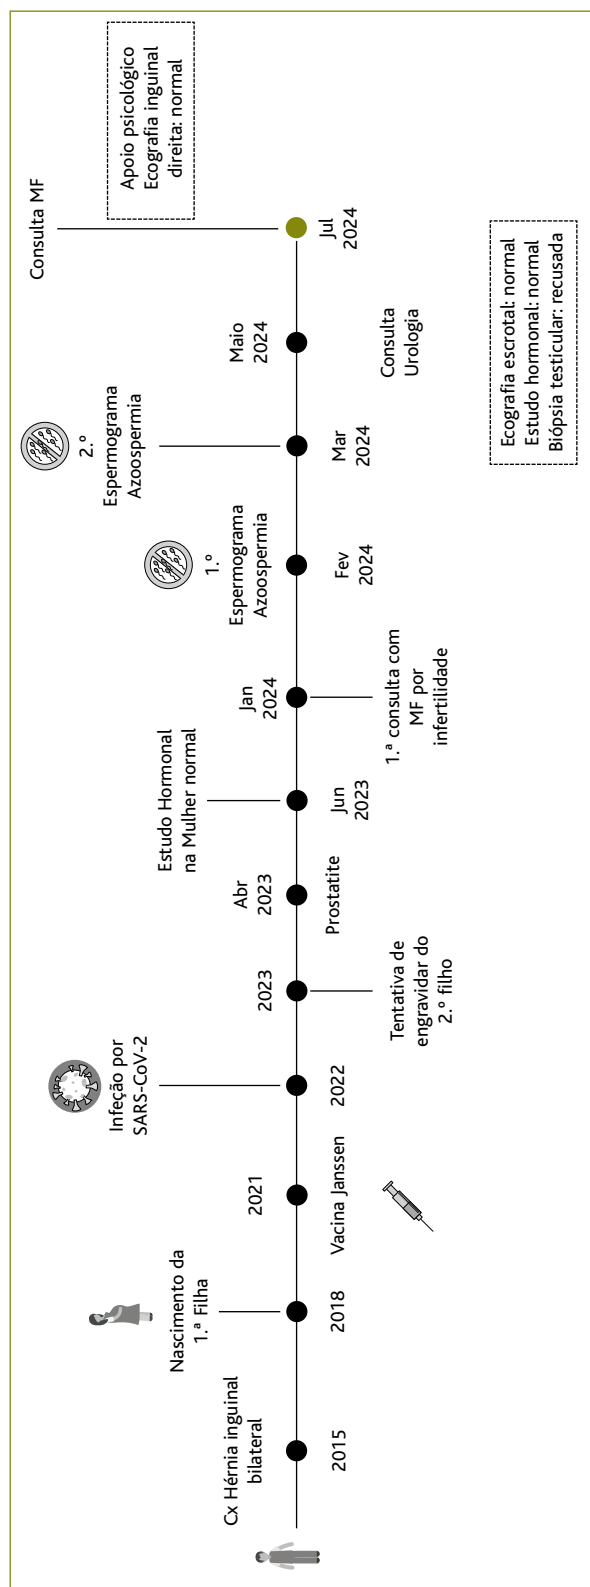 Cx Hérnia inguinal
bilateral
2015
Nascimento da
1.ª Filha
2018
2021
Vacina Janssen
Infeção por
SARS-CoV-2
2022
2023
Tentativa de
engravidar do
2.º filho
Abr
2023
Prostatite
Estudo Hormonal
na Mulher normal
Jun
2023
Jan
2024
1.ª consulta com
MF por
infertilidade
1.º
Espermograma
Azoospermia
Fev
2024
2.º
Espermograma
Azoospermia
Mar
2024
Maio
2024
Consulta
Urologia
Ecografia escrotal: normal
Estudo hormonal: normal
Biópsia testicular: recusada
Consulta MF
Jul
2024
Apoio psicológico
Ecografia inguinal
direita: normal